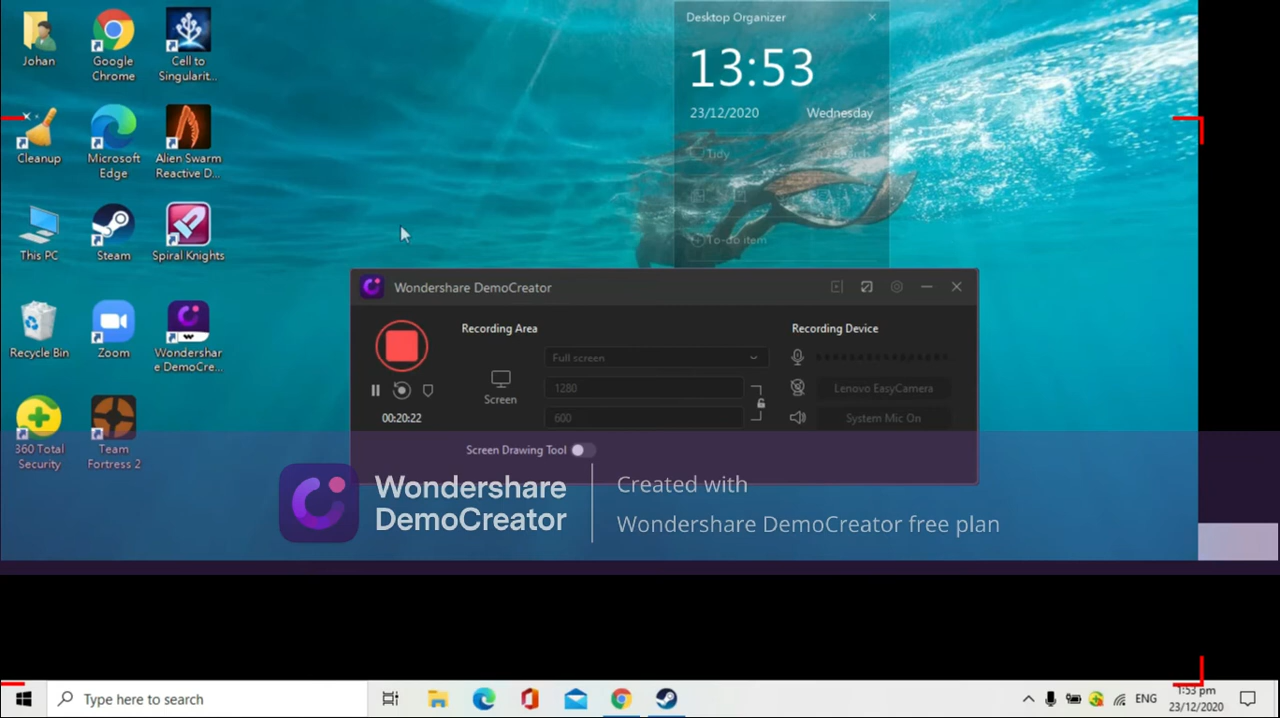 Johan
Google
Chrome
Cell to
Singularit...
Cleanup
Microsoft
Edge
Alien Swarm
Reactive D...
This PC
Steam
Spiral Knights
Recycle Bin
Zoom
Wondershar
e DemoCre...
360 Total
Security
Team
Fortress 2
Desktop Organizer
13:53
23/12/2020 Wednesday
Tidy
To-do item
Wondershare DemoCreator
Recording Area
Recording Device
Full screen
1280
Screen
600
Lenovo EasyCamera
System Mic On
00:20:22
Screen Drawing Tool
Wondershare
DemoCreator
Created with
Wondershare DemoCreator free plan
Type here to search
ENG
1:53 pm
23/12/2020